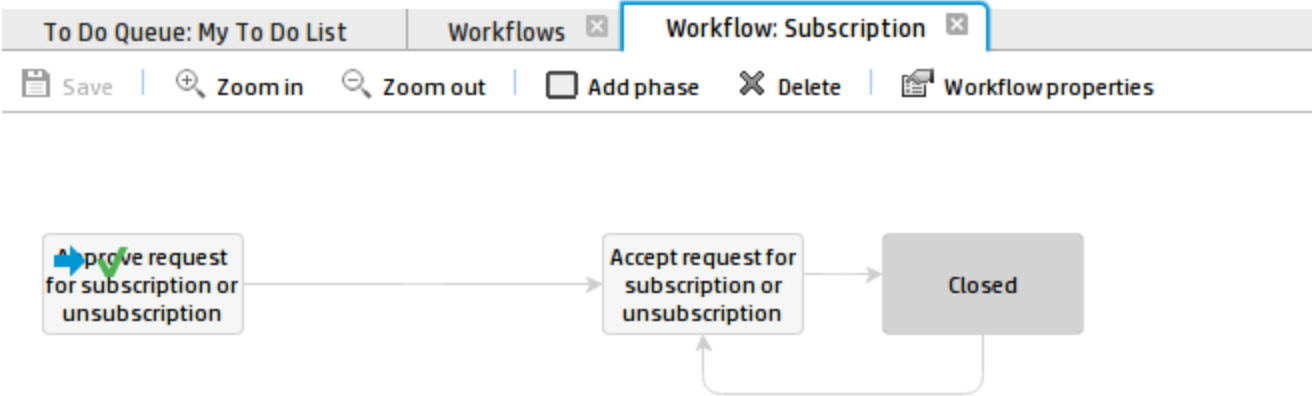 To Do Queue: My To Do List Workflows Workflow: Subscription
Save Zoom in Zoom out Add phase Delete Workflow properties
Approve request
for subscription or
unsubscription
Accept request for
subscription or
unsubscription
Closed